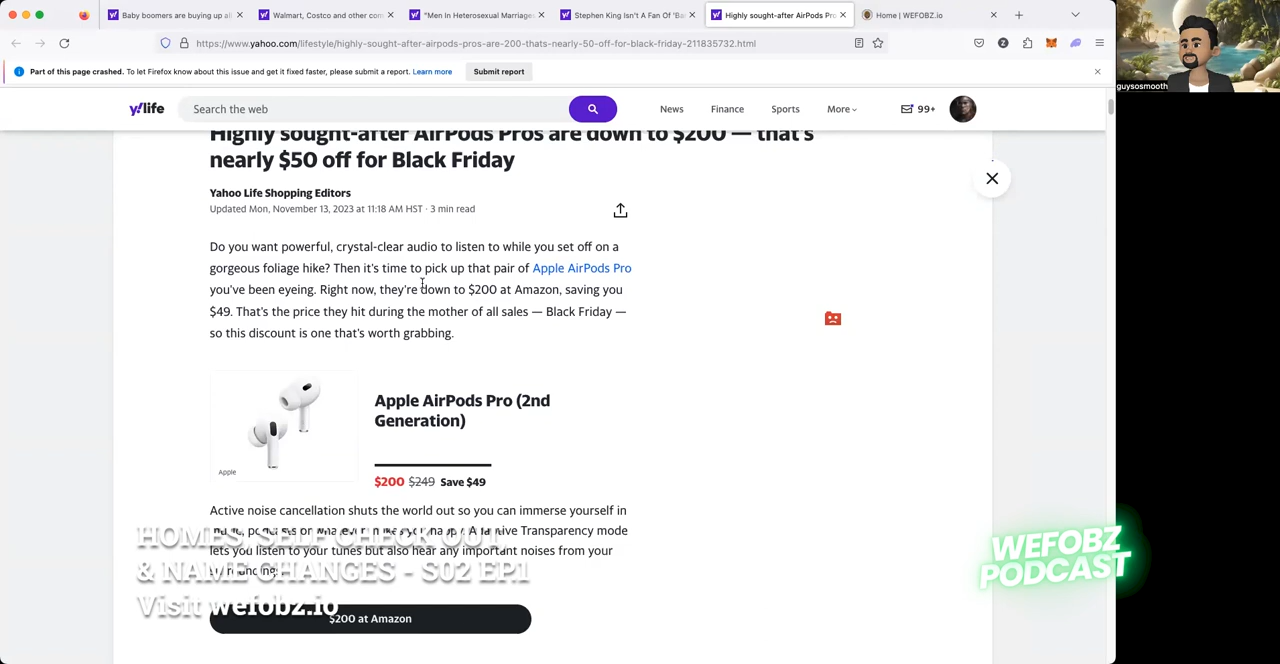 Baby boomers are buying up al
Walmart, Costco and other com
"Men In Heterosexual Marriage
Stephen King Isn't A Fan Of 'Ba
Highly sought-after AirPods Pro
Home | WEFOBZ.io
https://www.yahoo.com/lifestyle/highly-sought-after-airpods-pros-are-200-thats-nearly-50-off-for-black-friday-211835732.html
Part of this page crashed. To let Firefox know about this issue and get it fixed faster, please submit a report. Learn more
Submit report
guysosmooth
y!life
Search the web
News
Finance
Sports
More
99+
Highly sought-after AirPods Pros are down to $200 — that's
nearly $50 off for Black Friday
Yahoo Life Shopping Editors
Updated Mon, November 13, 2023 at 11:18 AM HST · 3 min read
Do you want powerful, crystal-clear audio to listen to while you set off on a
gorgeous foliage hike? Then it's time to pick up that pair of Apple AirPods Pro
you've been eyeing. Right now, they're down to $200 at Amazon, saving you
$49. That's the price they hit during the mother of all sales — Black Friday —
so this discount is one that's worth grabbing.
Apple AirPods Pro (2nd
Generation)
Apple
$200 $249 Save $49
Active noise cancellation shuts the world out so you can immerse yourself in
lets you listen to your tunes but also hear any important noises from your
HOMES, SELF CHECK OUT
& NAME CHANGES - S02 EP1
Visit wefobz.io
$200 at Amazon
WEFOBZ
PODCAST